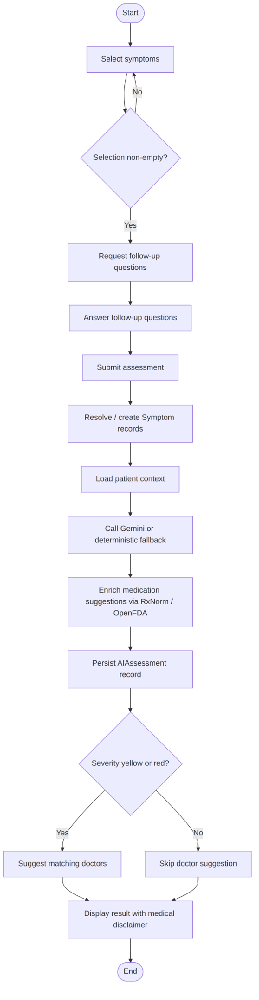 Start
Select symptoms
No
Selection non-empty?
Yes
Request follow-up
questions
Answer follow-up questions
Submit assessment
Resolve / create Symptom
records
Load patient context
Call Gemini or
deterministic fallback
Enrich medication
suggestions via RxNorm /
OpenFDA
Persist AIAssessment
record
Severity yellow or red?
Yes
No
Suggest matching doctors
Skip doctor suggestion
Display result with medical
disclaimer
End